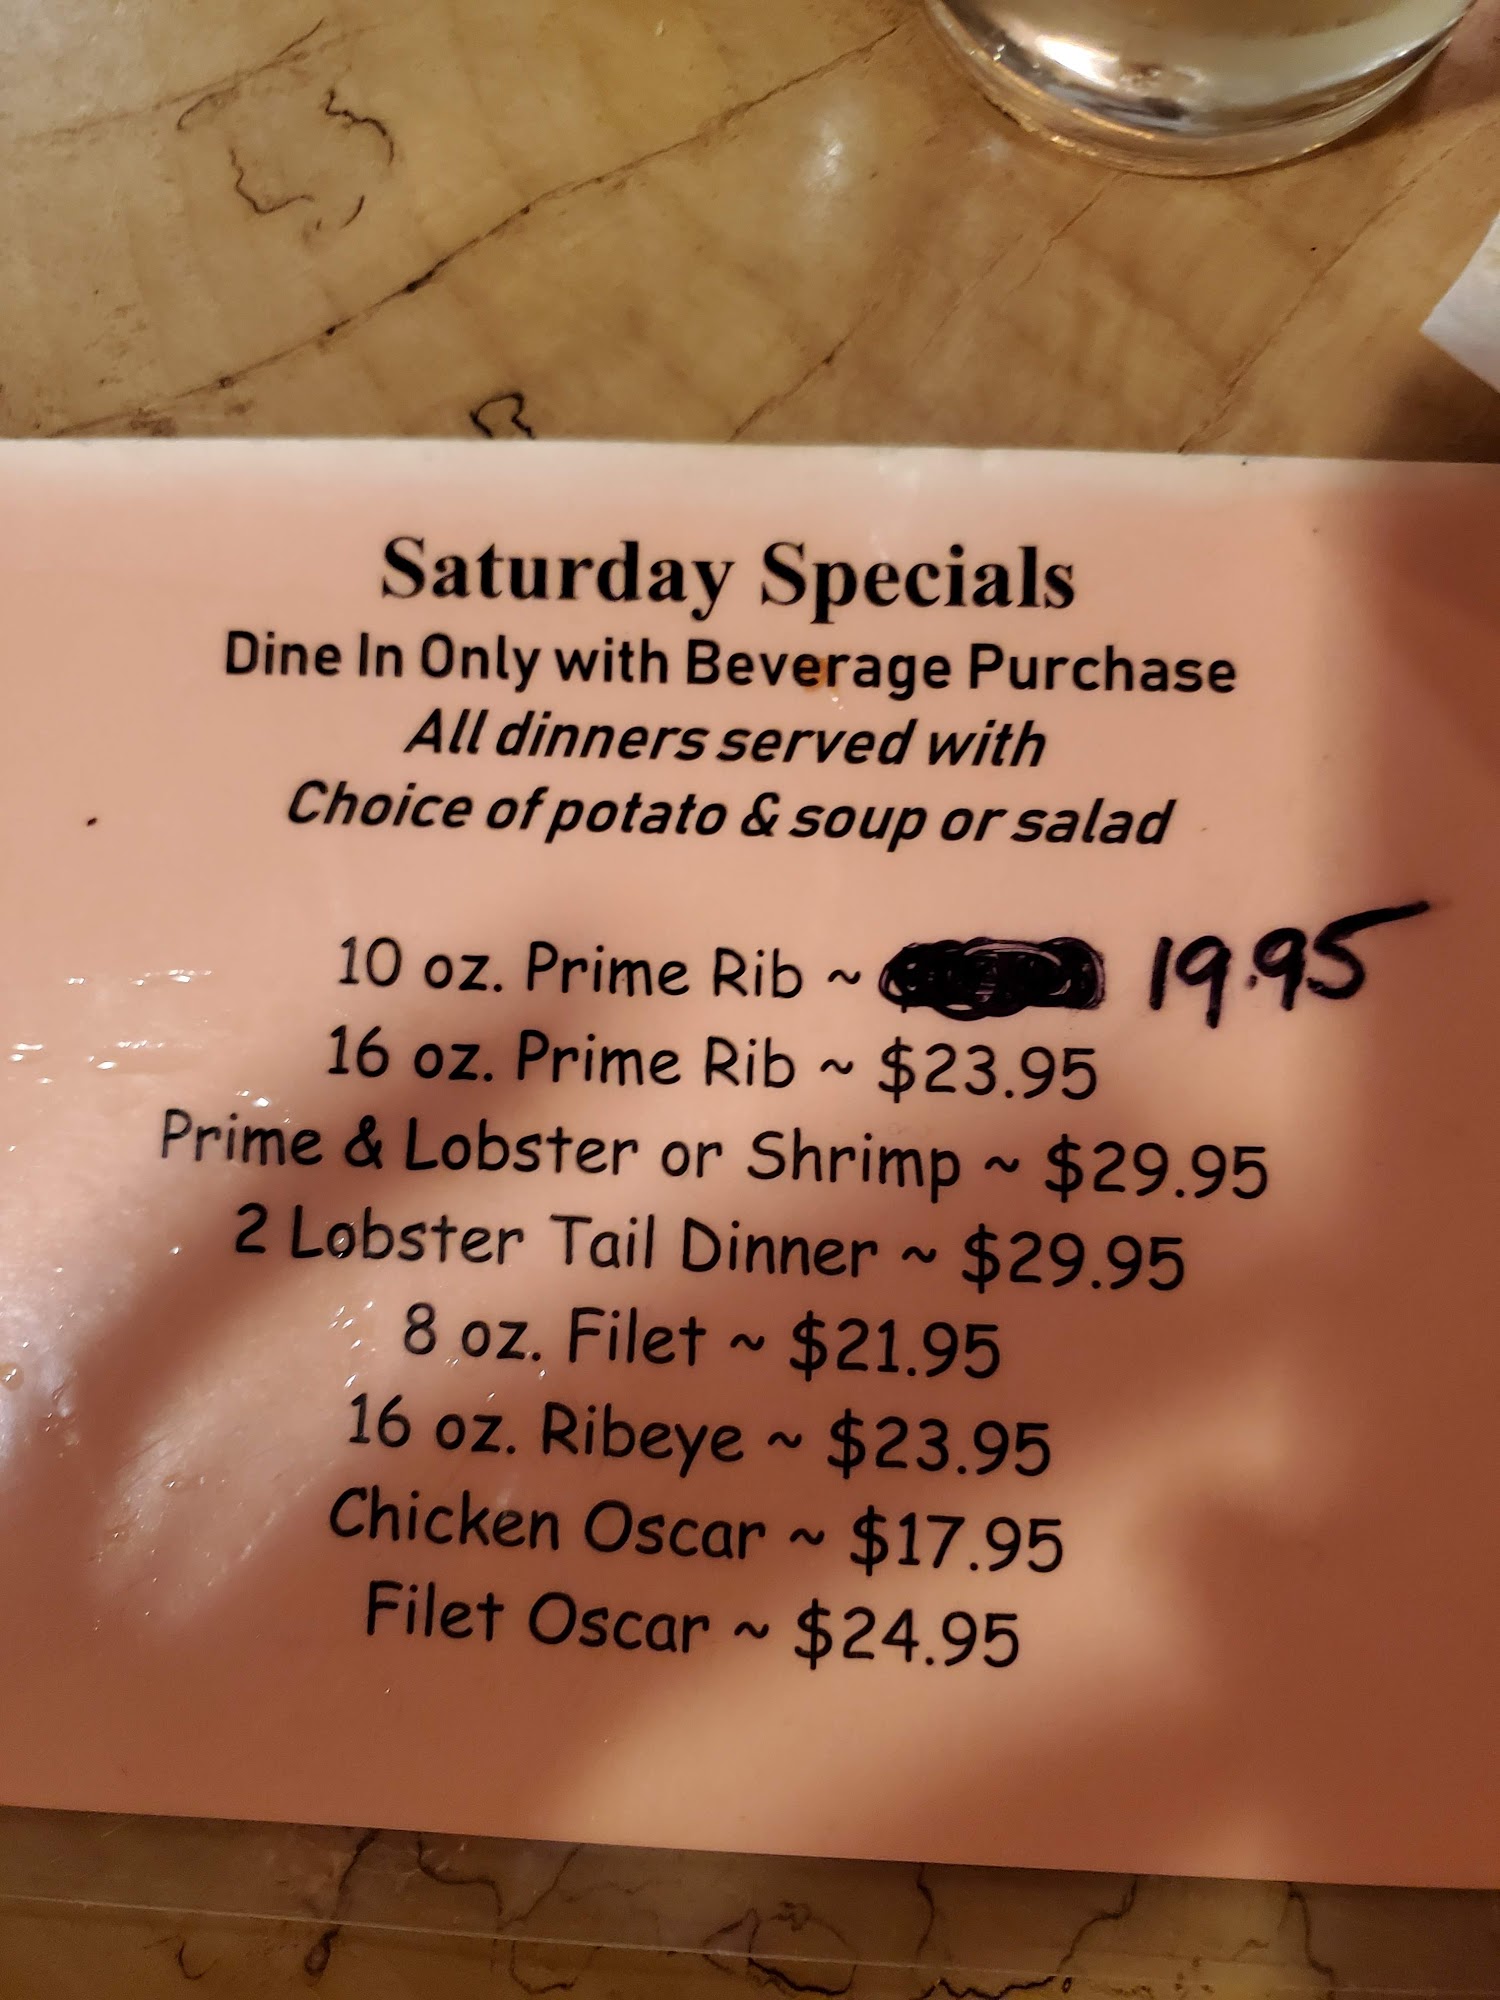 Saturday Specials
Dine In Only with Beverage Purchase
All dinners served with
Choice of potato & soup or salad
10 oz. Prime Rib ~ 19.95
16 oz. Prime Rib ~ $23.95
Prime & Lobster or Shrimp ~ $29.95
2 Lobster Tail Dinner ~ $29.95
8 oz. Filet ~ $21.95
16 oz. Ribeye ~ $23.95
Chicken Oscar ~ $17.95
Filet Oscar ~ $24.95